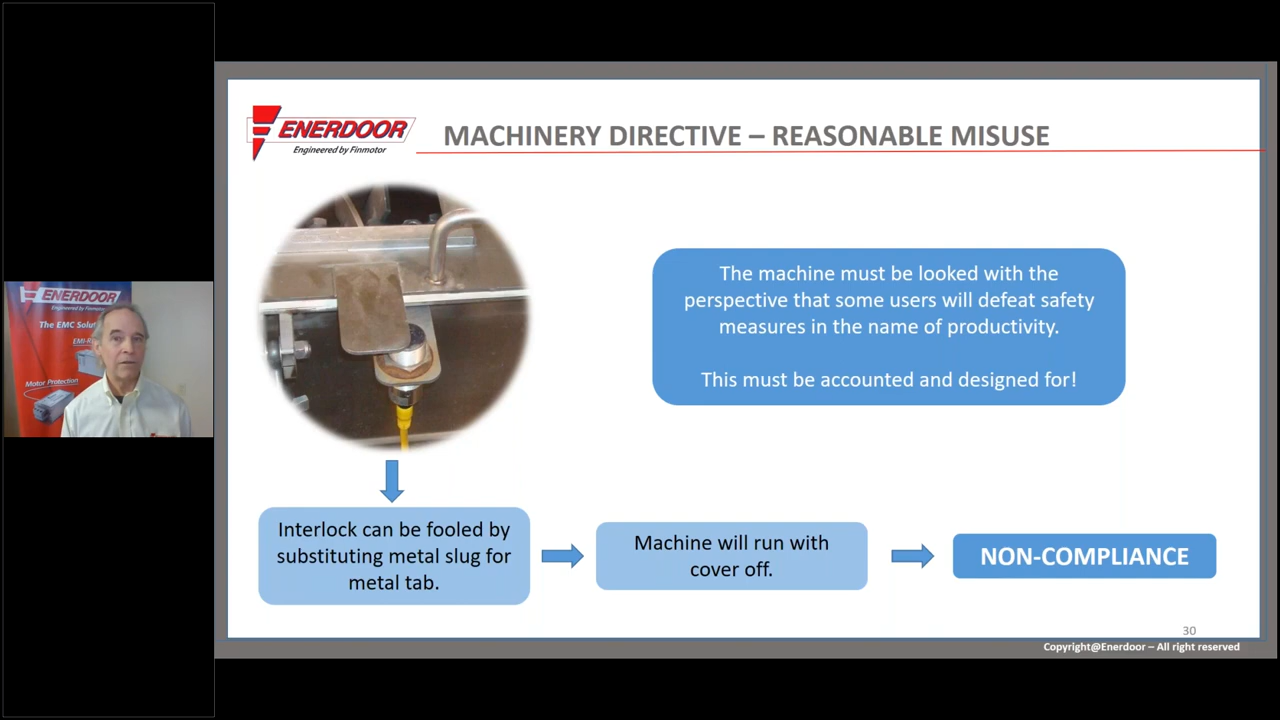 ENERDOOR
Engineered by Finmotor
MACHINERY DIRECTIVE – REASONABLE MISUSE
The machine must be looked with the
perspective that some users will defeat safety
measures in the name of productivity.
This must be accounted and designed for!
ENERDOOR
Engineered by Finmotor
The EMC
Motor Protection
Interlock can be fooled by
substituting metal slug for
metal tab.
Machine will run with
cover off.
NON-COMPLIANCE
30
Copyright@Enerdoor – All right reserved